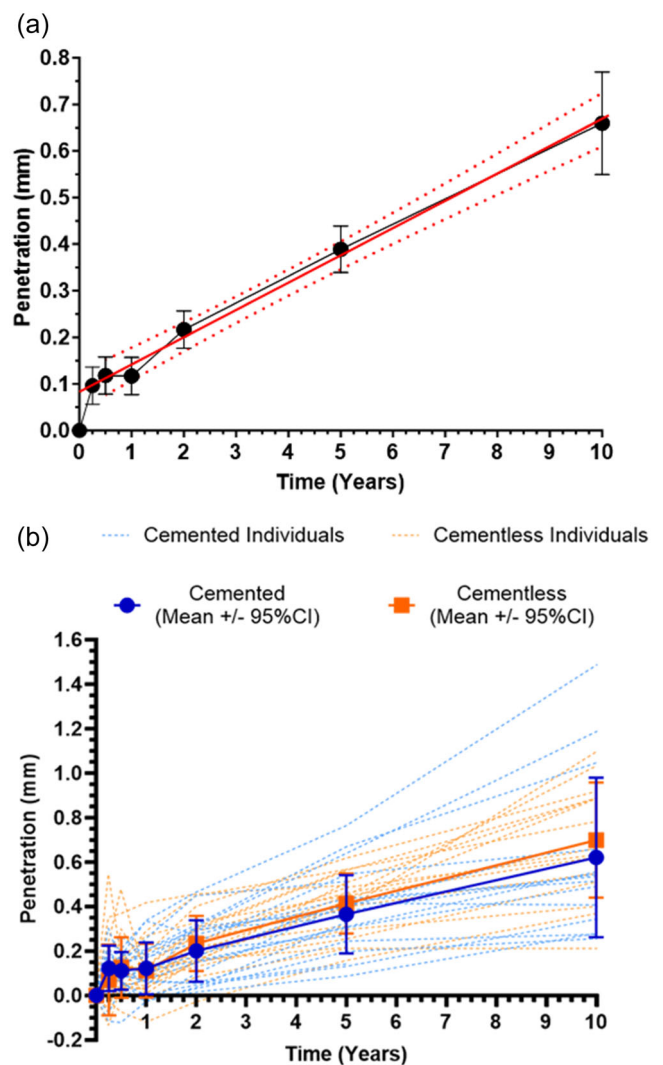 (a)
0.8
0.7
0.6
0.5
0.4
0.3
0.2
0.1
0.0
Penetration (mm)
0 1 2 3 4 5 6 7 8 9 10
Time (Years)
(b)
Cemented Individuals Cementless Individuals
Cemented Cementless
(Mean +/- 95%CI) (Mean +/- 95%CI)
1.6
1.4
1.2
1.0
0.8
0.6
0.4
0.2
0.0
-0.2
Penetration (mm)
1 2 3 4 5 6 7 8 9 10
Time (Years)